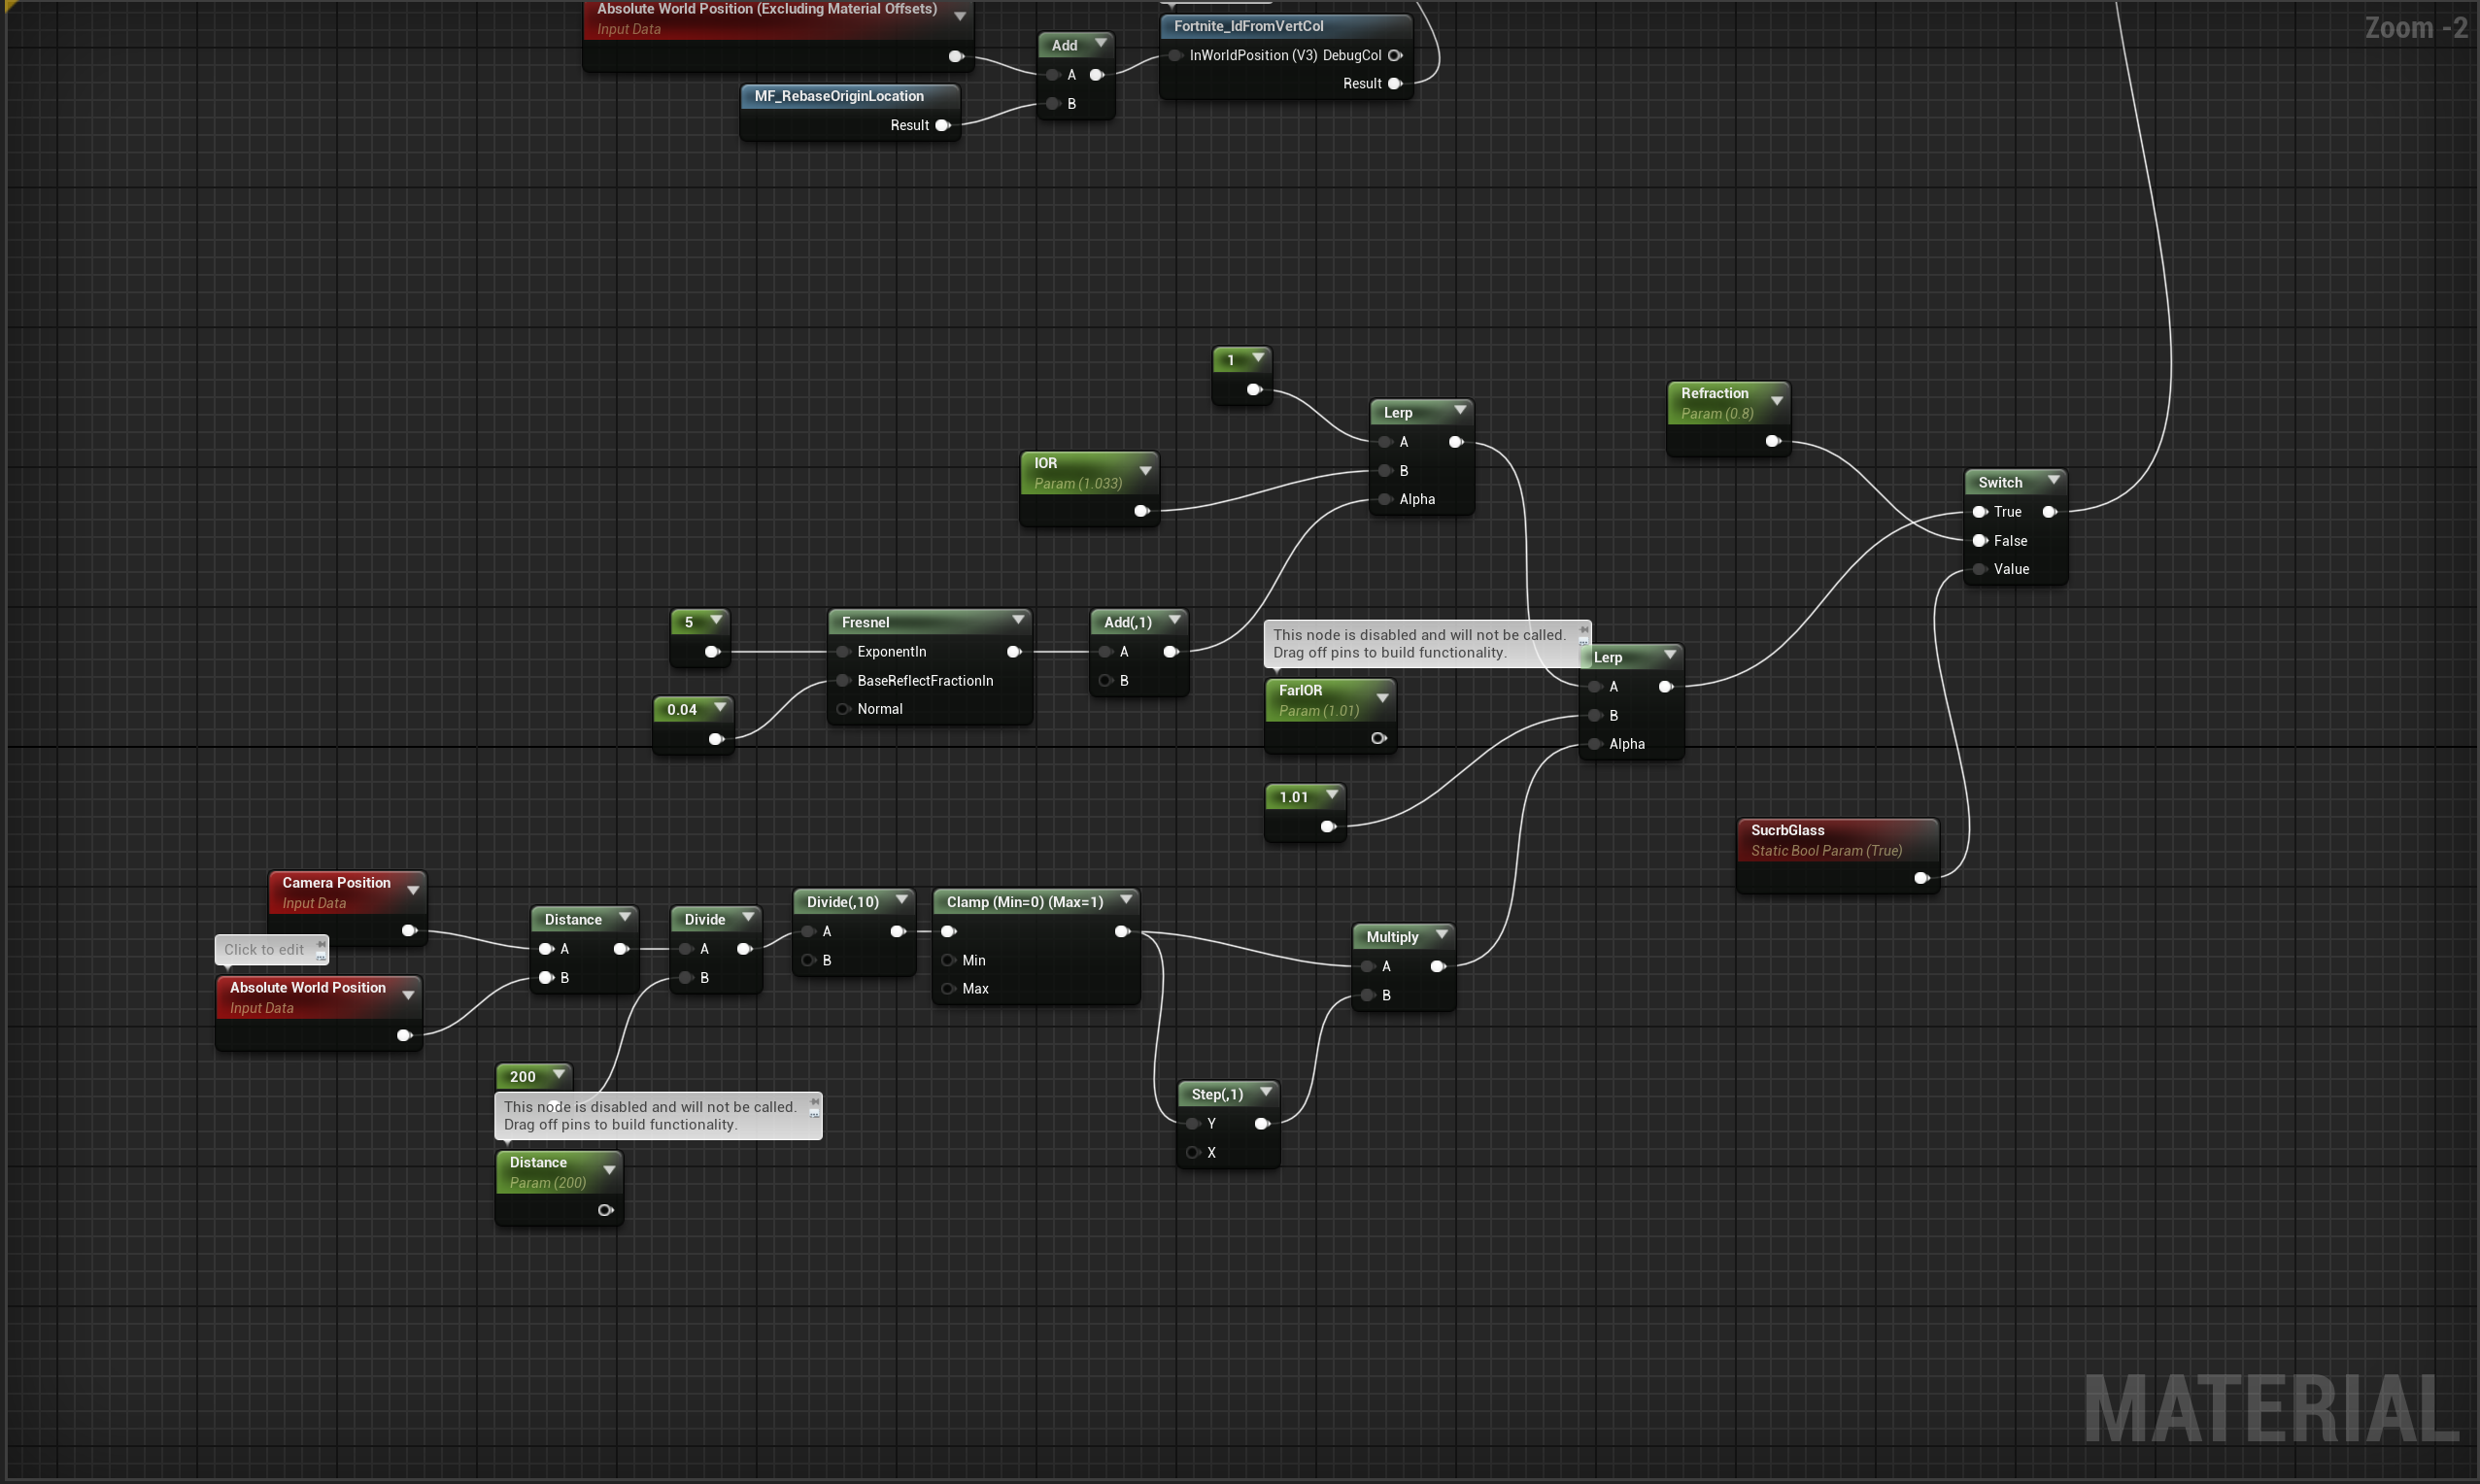 Absolute World Position (Excluding Material Offsets)
Input Data
Zoom -2
Add
A
B
Fortnite_IdFromVertCol
InWorldPosition (V3) DebugCol
Result
MF_RebaseOriginLocation
Result
1
Lerp
A
B
Alpha
IOR
Param (1.033)
Refraction
Param (0.8)
Switch
True
False
Value
5
0.04
Fresnel
ExponentIn
BaseReflectFractionIn
Normal
Add(,1)
A
B
This node is disabled and will not be called.
Drag off pins to build functionality.
FarIOR
Param (1.01)
Lerp
A
B
Alpha
1.01
SucrbGlass
Static Bool Param (True)
Camera Position
Input Data
Click to edit
Absolute World Position
Input Data
Distance
A
B
Divide
A
B
Divide(,10)
A
B
Clamp (Min=0) (Max=1)
Min
Max
Multiply
A
B
200
This node is disabled and will not be called.
Drag off pins to build functionality.
Distance
Param (200)
Step(,1)
Y
X
MATERIAL